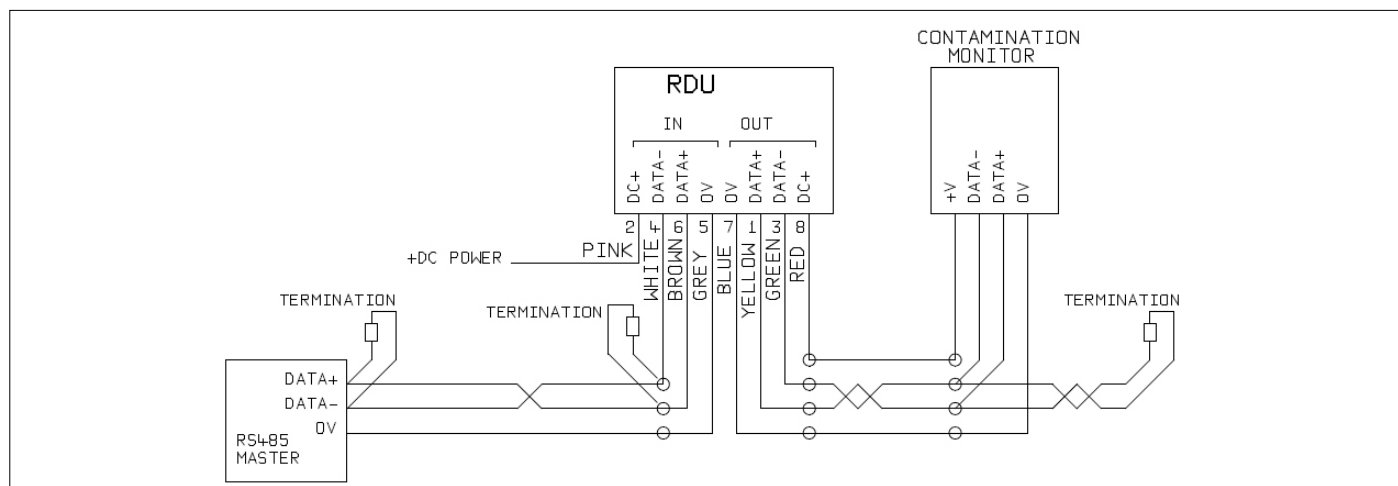 CONTAMINATION
MONITOR
RDU
IN OUT
DC+
DATA-
DATA+
0V
0V
DATA+
DATA-
DC+
+V
DATA-
DATA+
0V
2 4 6 5 7 1 3 8
PINK
WHITE
BROWN
GREY
BLUE
YELLOW
GREEN
RED
+DC POWER
TERMINATION
TERMINATION
TERMINATION
DATA+
DATA-
0V
RS485
MASTER